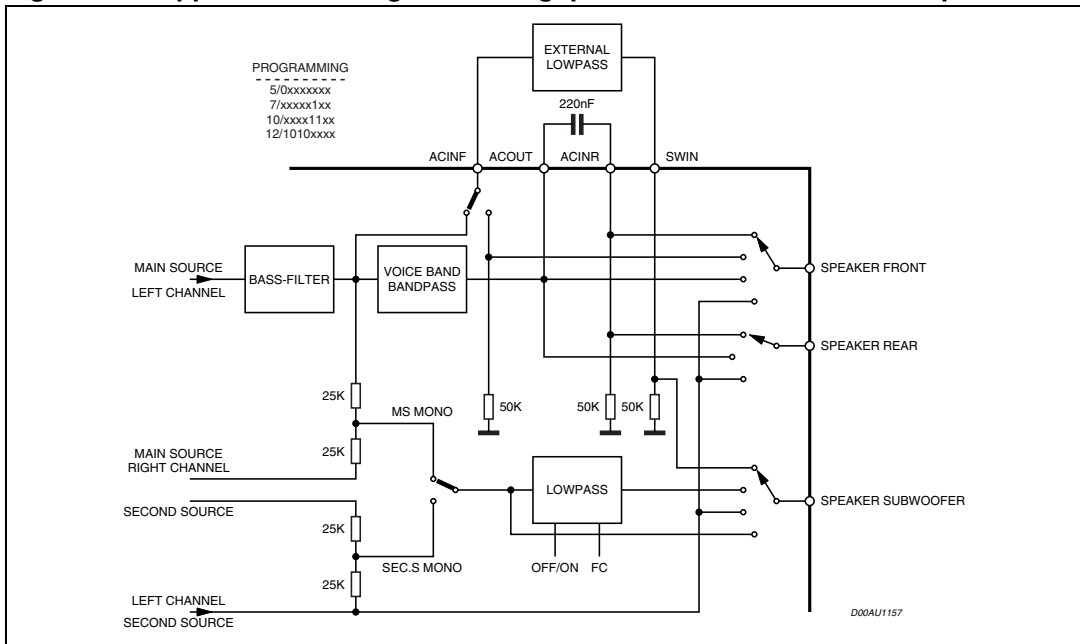 EXTERNAL
LOWPASS
PROGRAMMING
5/0xxxxxxx
7/xxxxx1xx
10/xxxx11xx
12/1010xxxx
220nF
ACINF
ACOUT
ACINR
SWIN
MAIN SOURCE
LEFT CHANNEL
BASS-FILTER
VOICE BAND
BANDPASS
SPEAKER FRONT
SPEAKER REAR
25K
MS MONO
50K
50K
50K
25K
MAIN SOURCE
RIGHT CHANNEL
LOWPASS
SPEAKER SUBWOOFER
SECOND SOURCE
25K
SEC.S MONO
OFF/ON
FC
25K
LEFT CHANNEL
SECOND SOURCE
D00AU1157